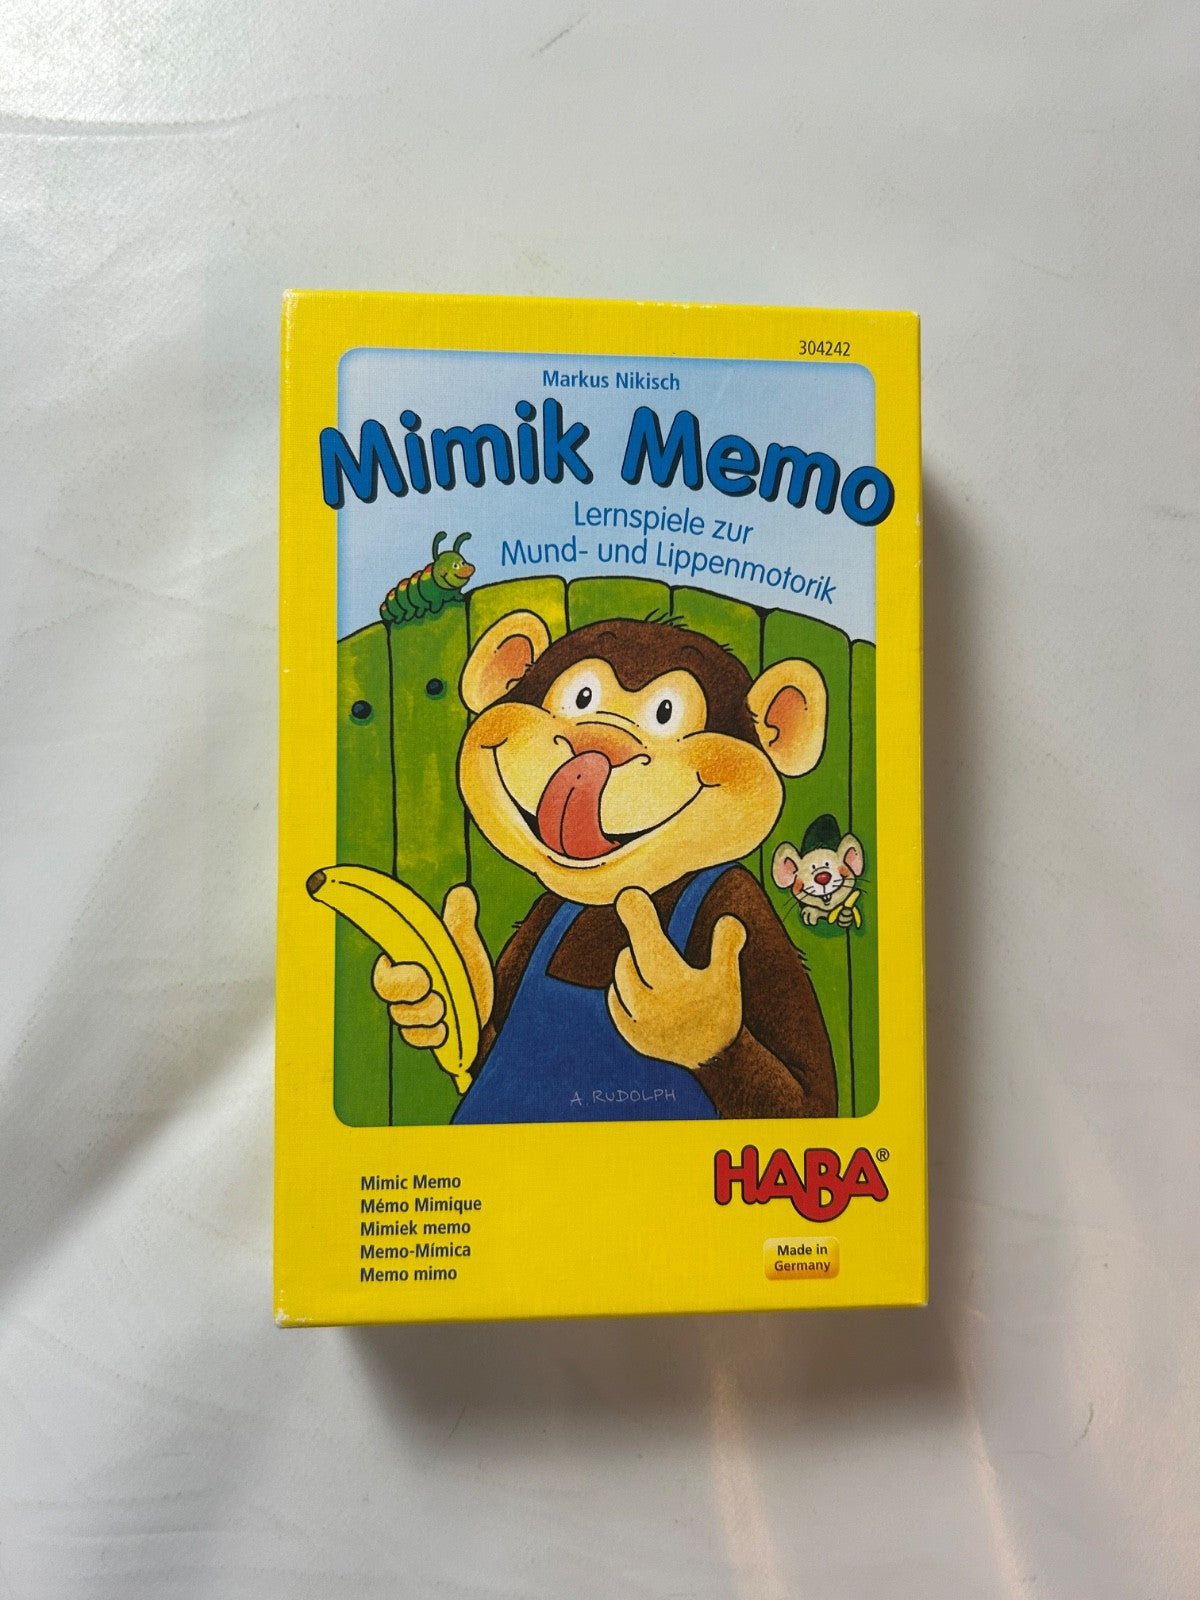 304242
Markus Nikisch
Mimik Memo
Lernspiele zur
Mund- und Lippenmotorik
A. RUDOLPH
Mimic Memo
Mémo Mimique
Mimiek memo
Memo-Mímica
Memo mimo
HABA®
Made in
Germany